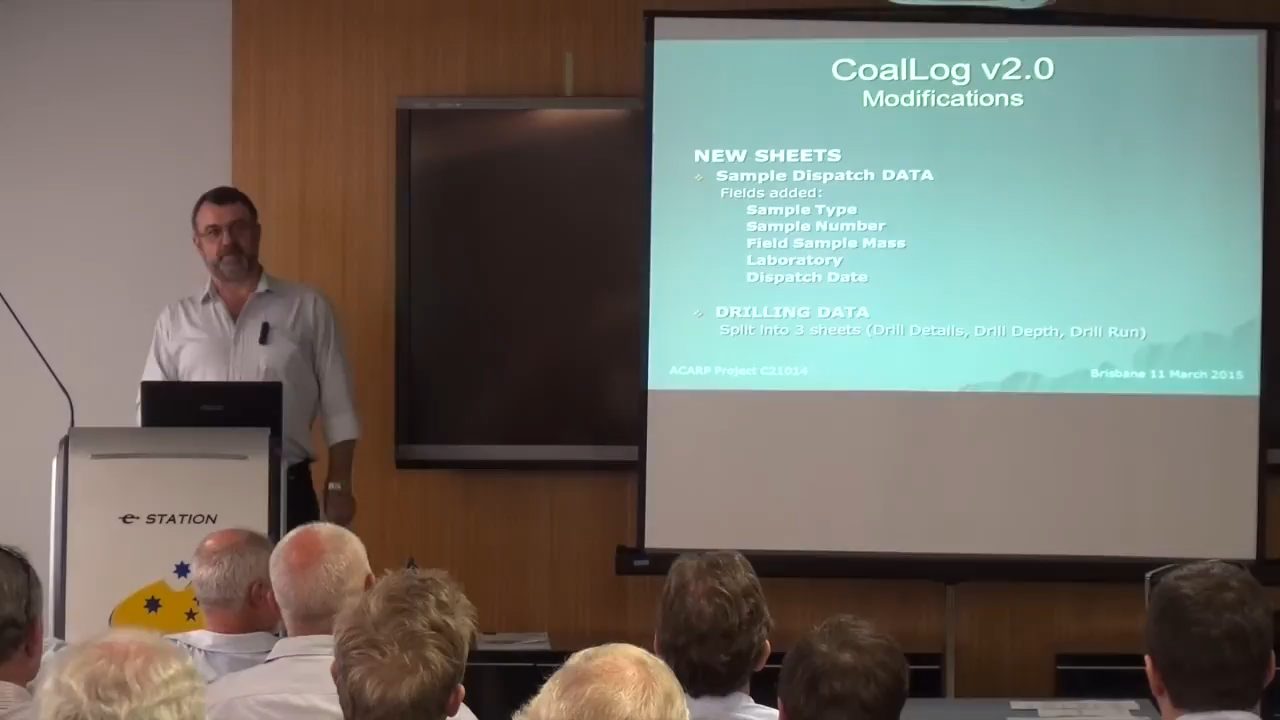 CoalLog v2.0
Modifications
NEW SHEETS
Sample Dispatch DATA
Fields added:
Sample Type
Sample Number
Field Sample Mass
Laboratory
Dispatch Date
DRILLING DATA
Split into 3 sheets (Drill Details, Drill Depth, Drill Run)
ACARP Project C21014
Brisbane 11 March 2015
e STATION